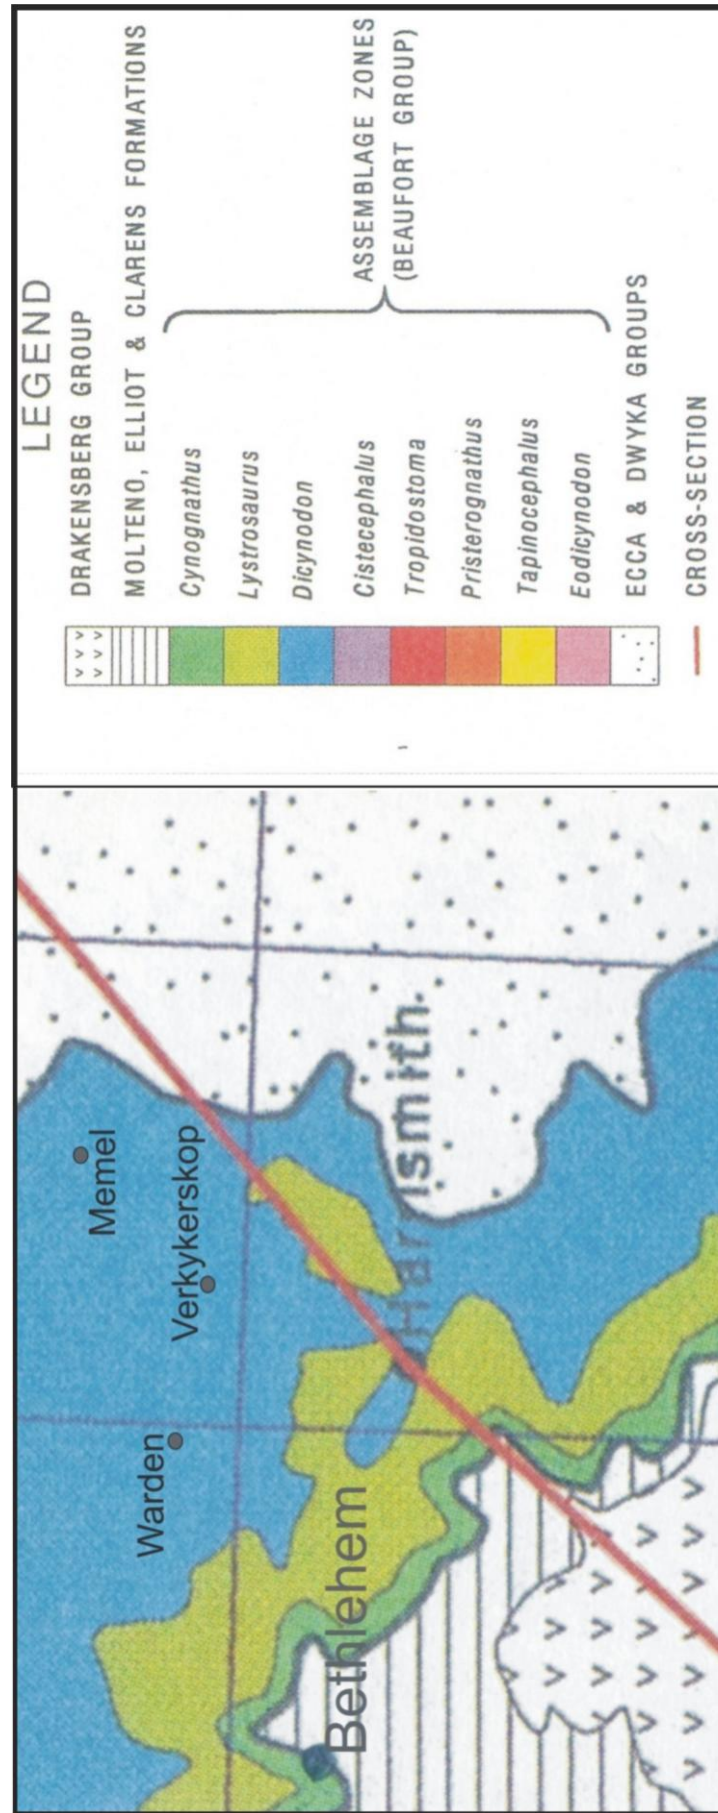 LEGEND
DRAKENSBERG GROUP
MOLTENO, ELLIOT & CLARENS FORMATIONS
Cynognathus
Lystrosaurus
Dicynodon
Cistecephalus
Tropidostoma
Pristerognathus
Tapinocephalus
Eodicynodon
ASSEMBLAGE ZONES
(BEAUFORT GROUP)
ECCA & DWYKA GROUPS
CROSS-SECTION
Memel
Verkykerskop
Warden
Harrismith
Bethlehem